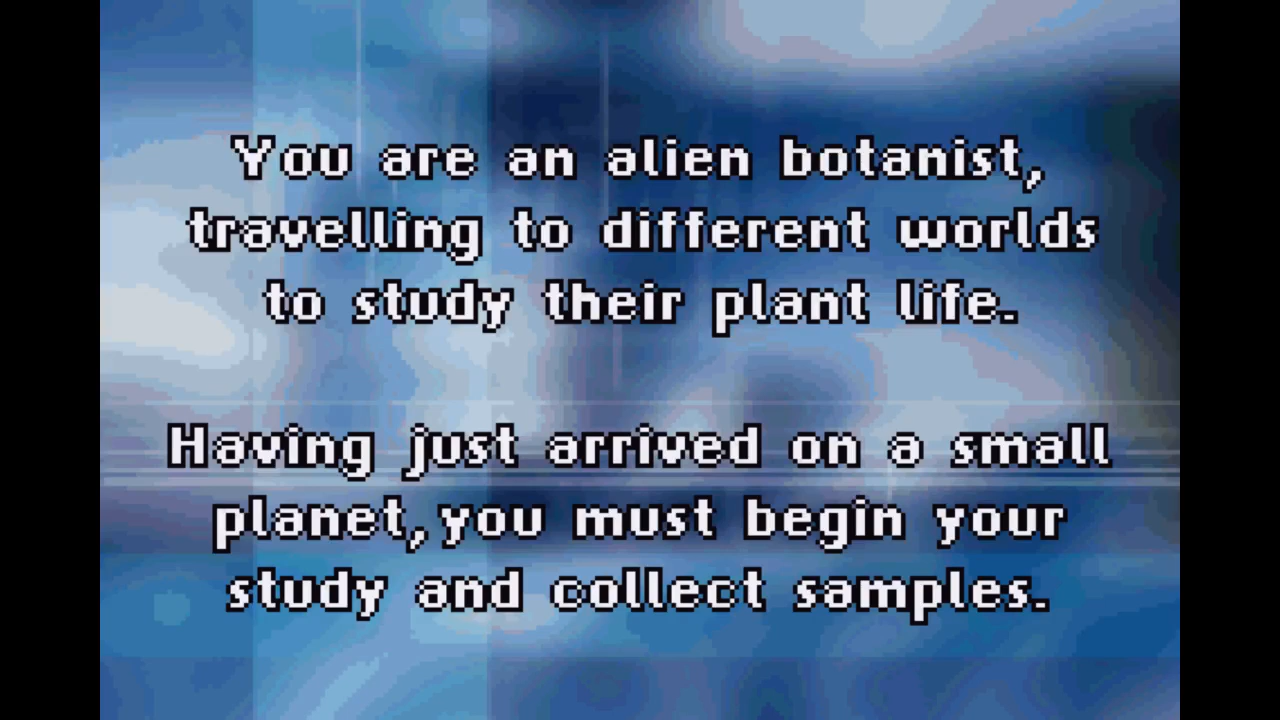 You are an alien botanist,
travelling to different worlds
to study their plant life.
Having just arrived on a small
planet, you must begin your
study and collect samples.